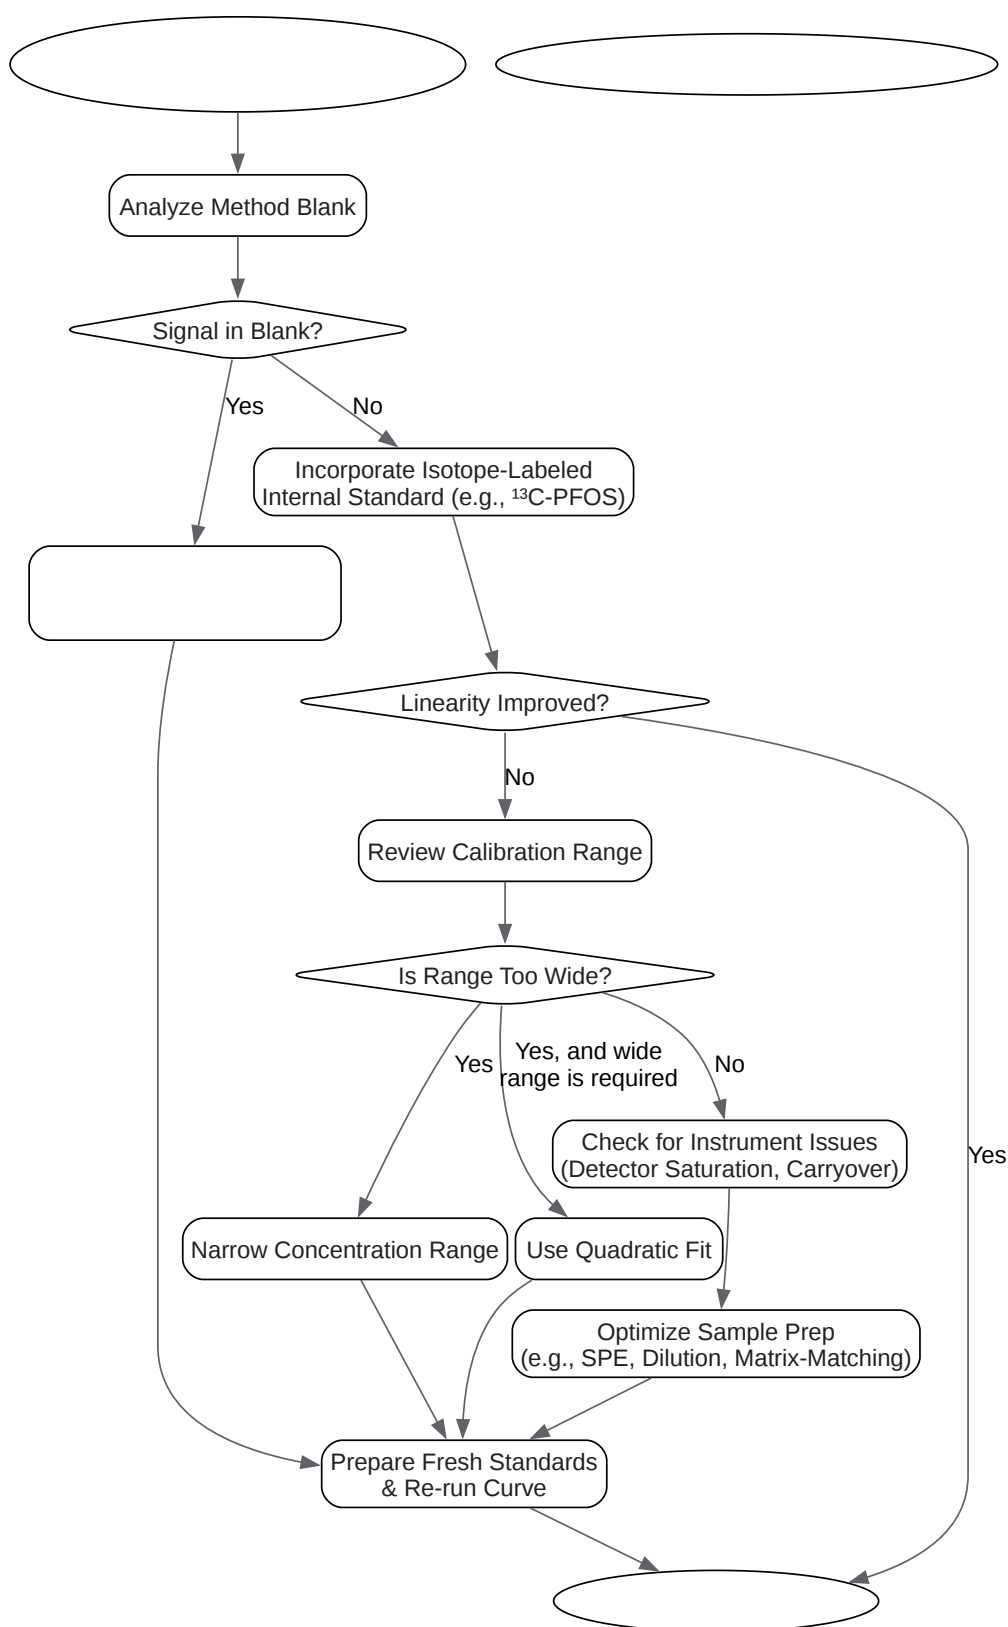 Analyze Method Blank
Signal in Blank?
Yes
No
Incorporate Isotope-Labeled
Internal Standard (e.g., ¹³C-PFOS)
Linearity Improved?
No
Review Calibration Range
Is Range Too Wide?
Yes
Yes, and wide
range is required
No
Check for Instrument Issues
(Detector Saturation, Carryover)
Yes
Narrow Concentration Range
Use Quadratic Fit
Optimize Sample Prep
(e.g., SPE, Dilution, Matrix-Matching)
Prepare Fresh Standards
& Re-run Curve